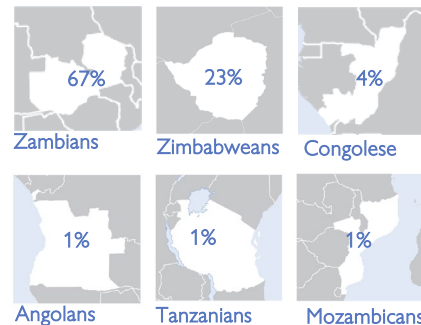 67%
Zambians
23%
Zimbabweans
4%
Congolese
1%
Angolans
1%
Tanzanians
1%
Mozambicans